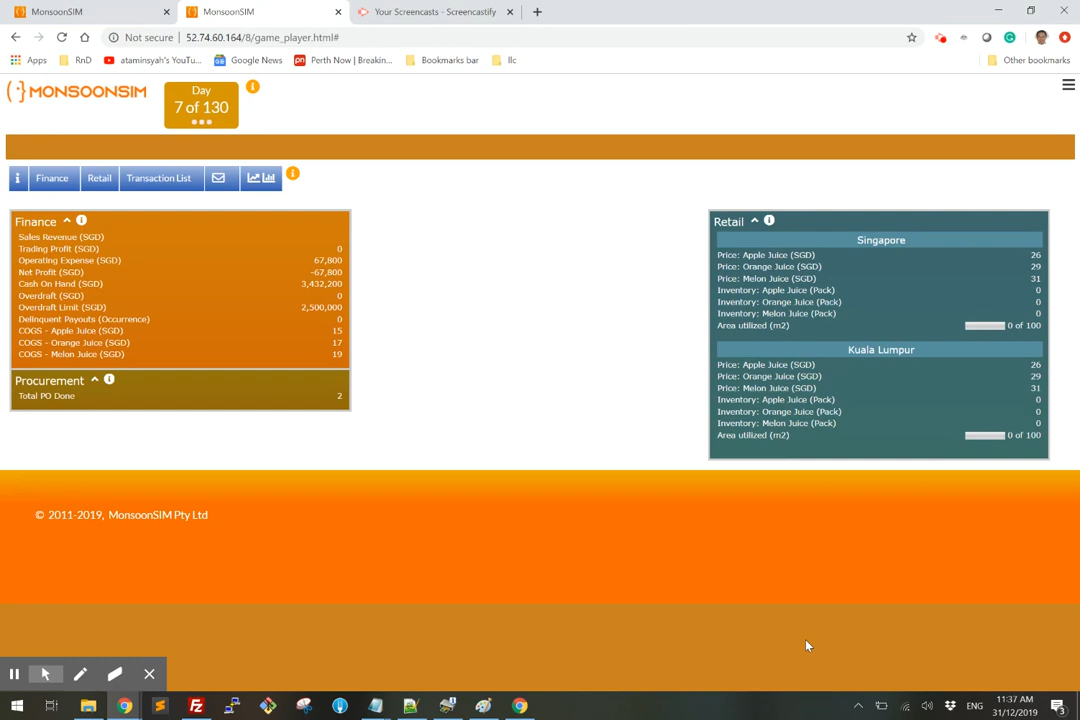 MonsoonSIM
MonsoonSIM
Your Screencasts - Screencastify
Not secure
52.74.60.164/8/game_player.html#
Apps
RnD
ataminsyah's YouTu...
Google News
Perth Now | Breakin...
Bookmarks bar
llc
Other bookmarks
MONSOONSIM
Day
7 of 130
i
i
Finance
Retail
Transaction List
i
Finance
i
Sales Revenue (SGD)
Trading Profit (SGD) 0
Operating Expense (SGD) 67,800
Net Profit (SGD) -67,800
Cash On Hand (SGD) 3,432,200
Overdraft (SGD) 0
Overdraft Limit (SGD) 2,500,000
Delinquent Payouts (Occurrence) 0
COGS - Apple Juice (SGD) 15
COGS - Orange Juice (SGD) 17
COGS - Melon Juice (SGD) 19
Procurement
i
Total PO Done 2
Retail
i
Singapore
Price: Apple Juice (SGD) 26
Price: Orange Juice (SGD) 29
Price: Melon Juice (SGD) 31
Inventory: Apple Juice (Pack) 0
Inventory: Orange Juice (Pack) 0
Inventory: Melon Juice (Pack) 0
Area utilized (m2) 0 of 100
Kuala Lumpur
Price: Apple Juice (SGD) 26
Price: Orange Juice (SGD) 29
Price: Melon Juice (SGD) 31
Inventory: Apple Juice (Pack) 0
Inventory: Orange Juice (Pack) 0
Inventory: Melon Juice (Pack) 0
Area utilized (m2) 0 of 100
© 2011-2019, MonsoonSIM Pty Ltd
ENG
11:37 AM
31/12/2019
3